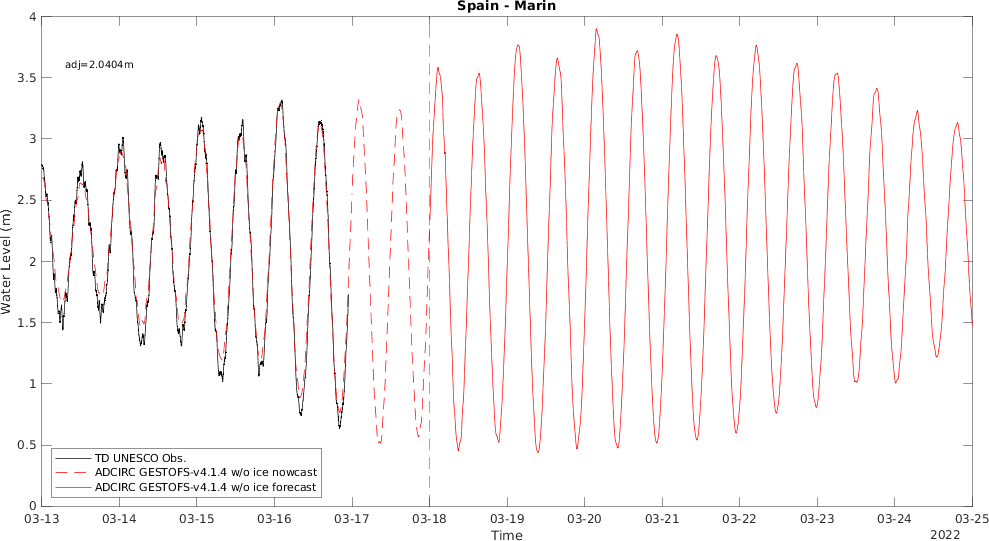 Spain - Marin
4
adj=2.0404m
3.5
3
2.5
2
1.5
1
0.5
0
Water Level (m)
TD UNESCO Obs.
ADCIRC GESTOFS-v4.1.4 w/o ice nowcast
ADCIRC GESTOFS-v4.1.4 w/o ice forecast
03-13 03-14 03-15 03-16 03-17 03-18 03-19 03-20 03-21 03-22 03-23 03-24 03-25
Time
2022